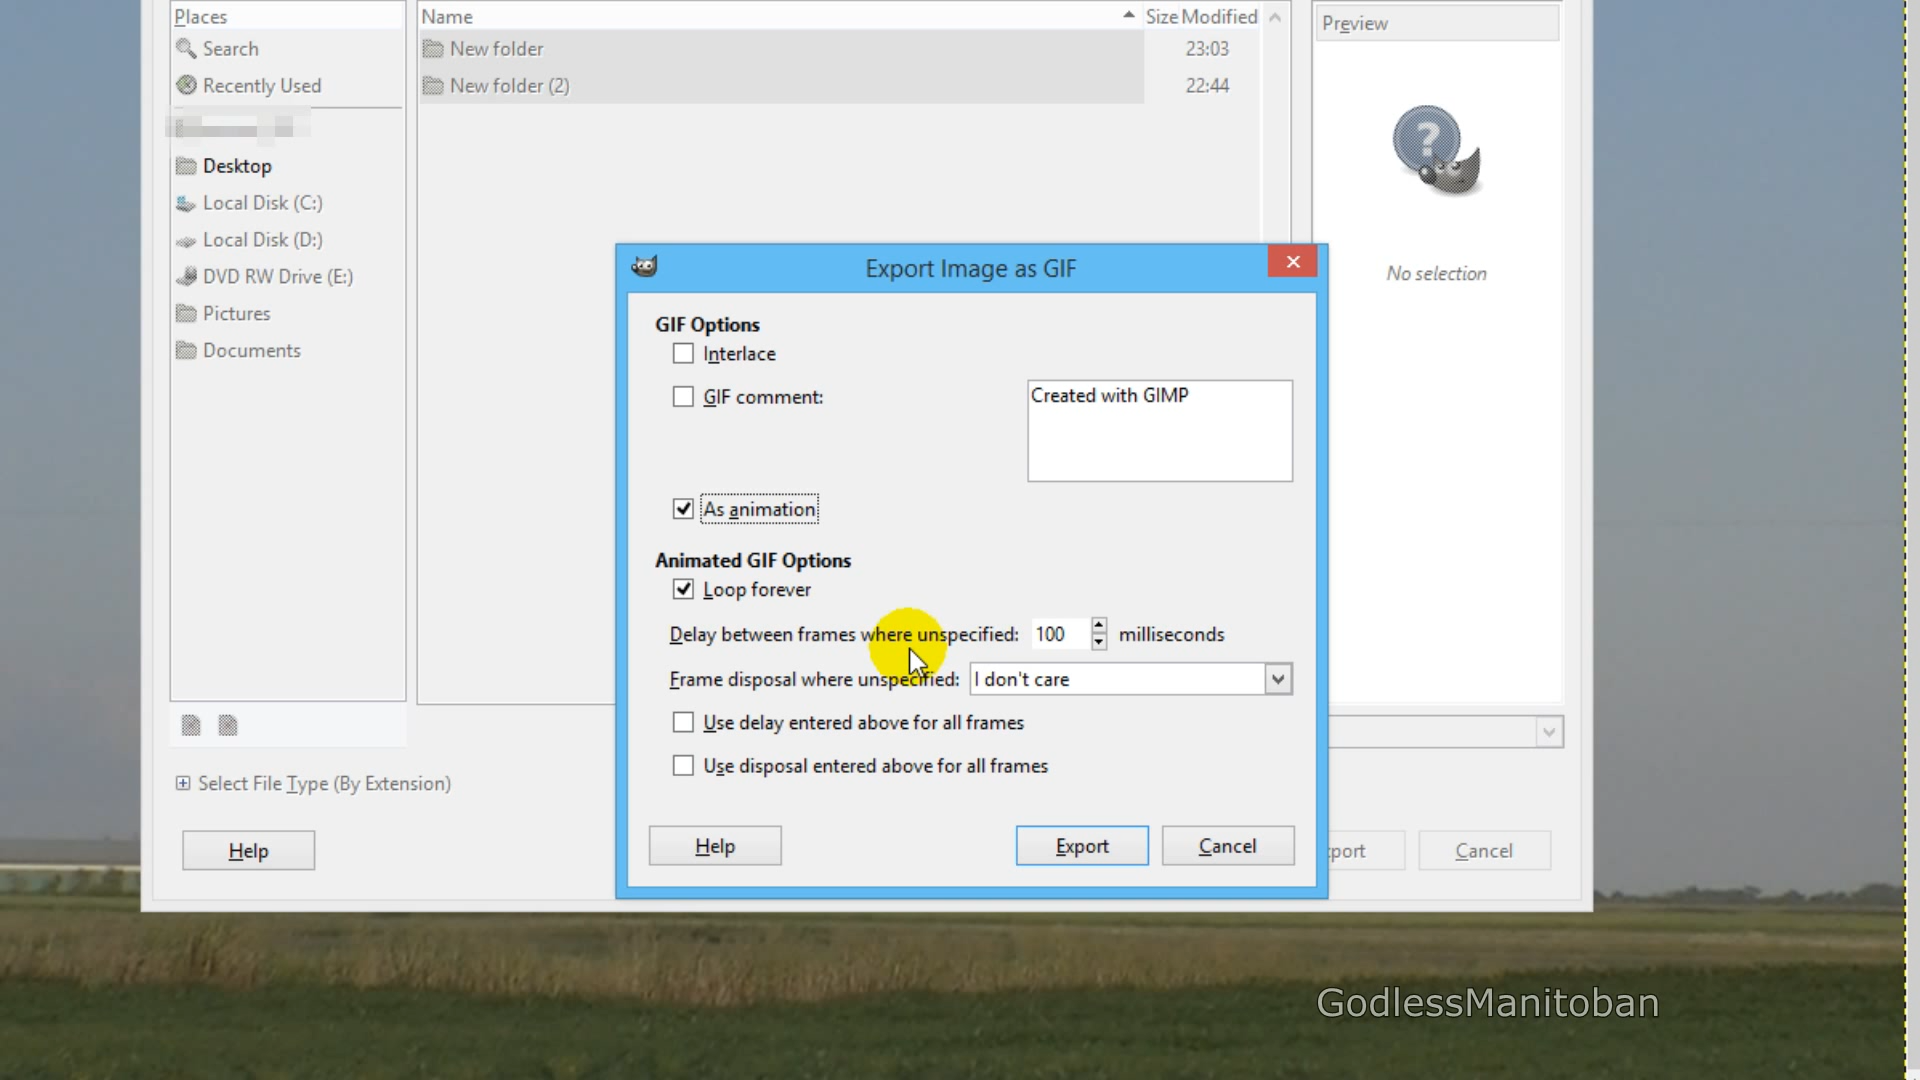 Places
Name
Size Modified
Preview
Search
New folder
23:03
Recently Used
New folder (2)
22:44
Desktop
Local Disk (C:)
Local Disk (D:)
DVD RW Drive (E:)
Pictures
Documents
No selection
Export Image as GIF
GIF Options
Interlace
GIF comment:
Created with GIMP
As animation
Animated GIF Options
Loop forever
Delay between frames where unspecified: 100 milliseconds
Frame disposal where unspecified: I don't care
Use delay entered above for all frames
Use disposal entered above for all frames
Select File Type (By Extension)
Help
Help
Export
Cancel
Cancel
GodlessManitoban